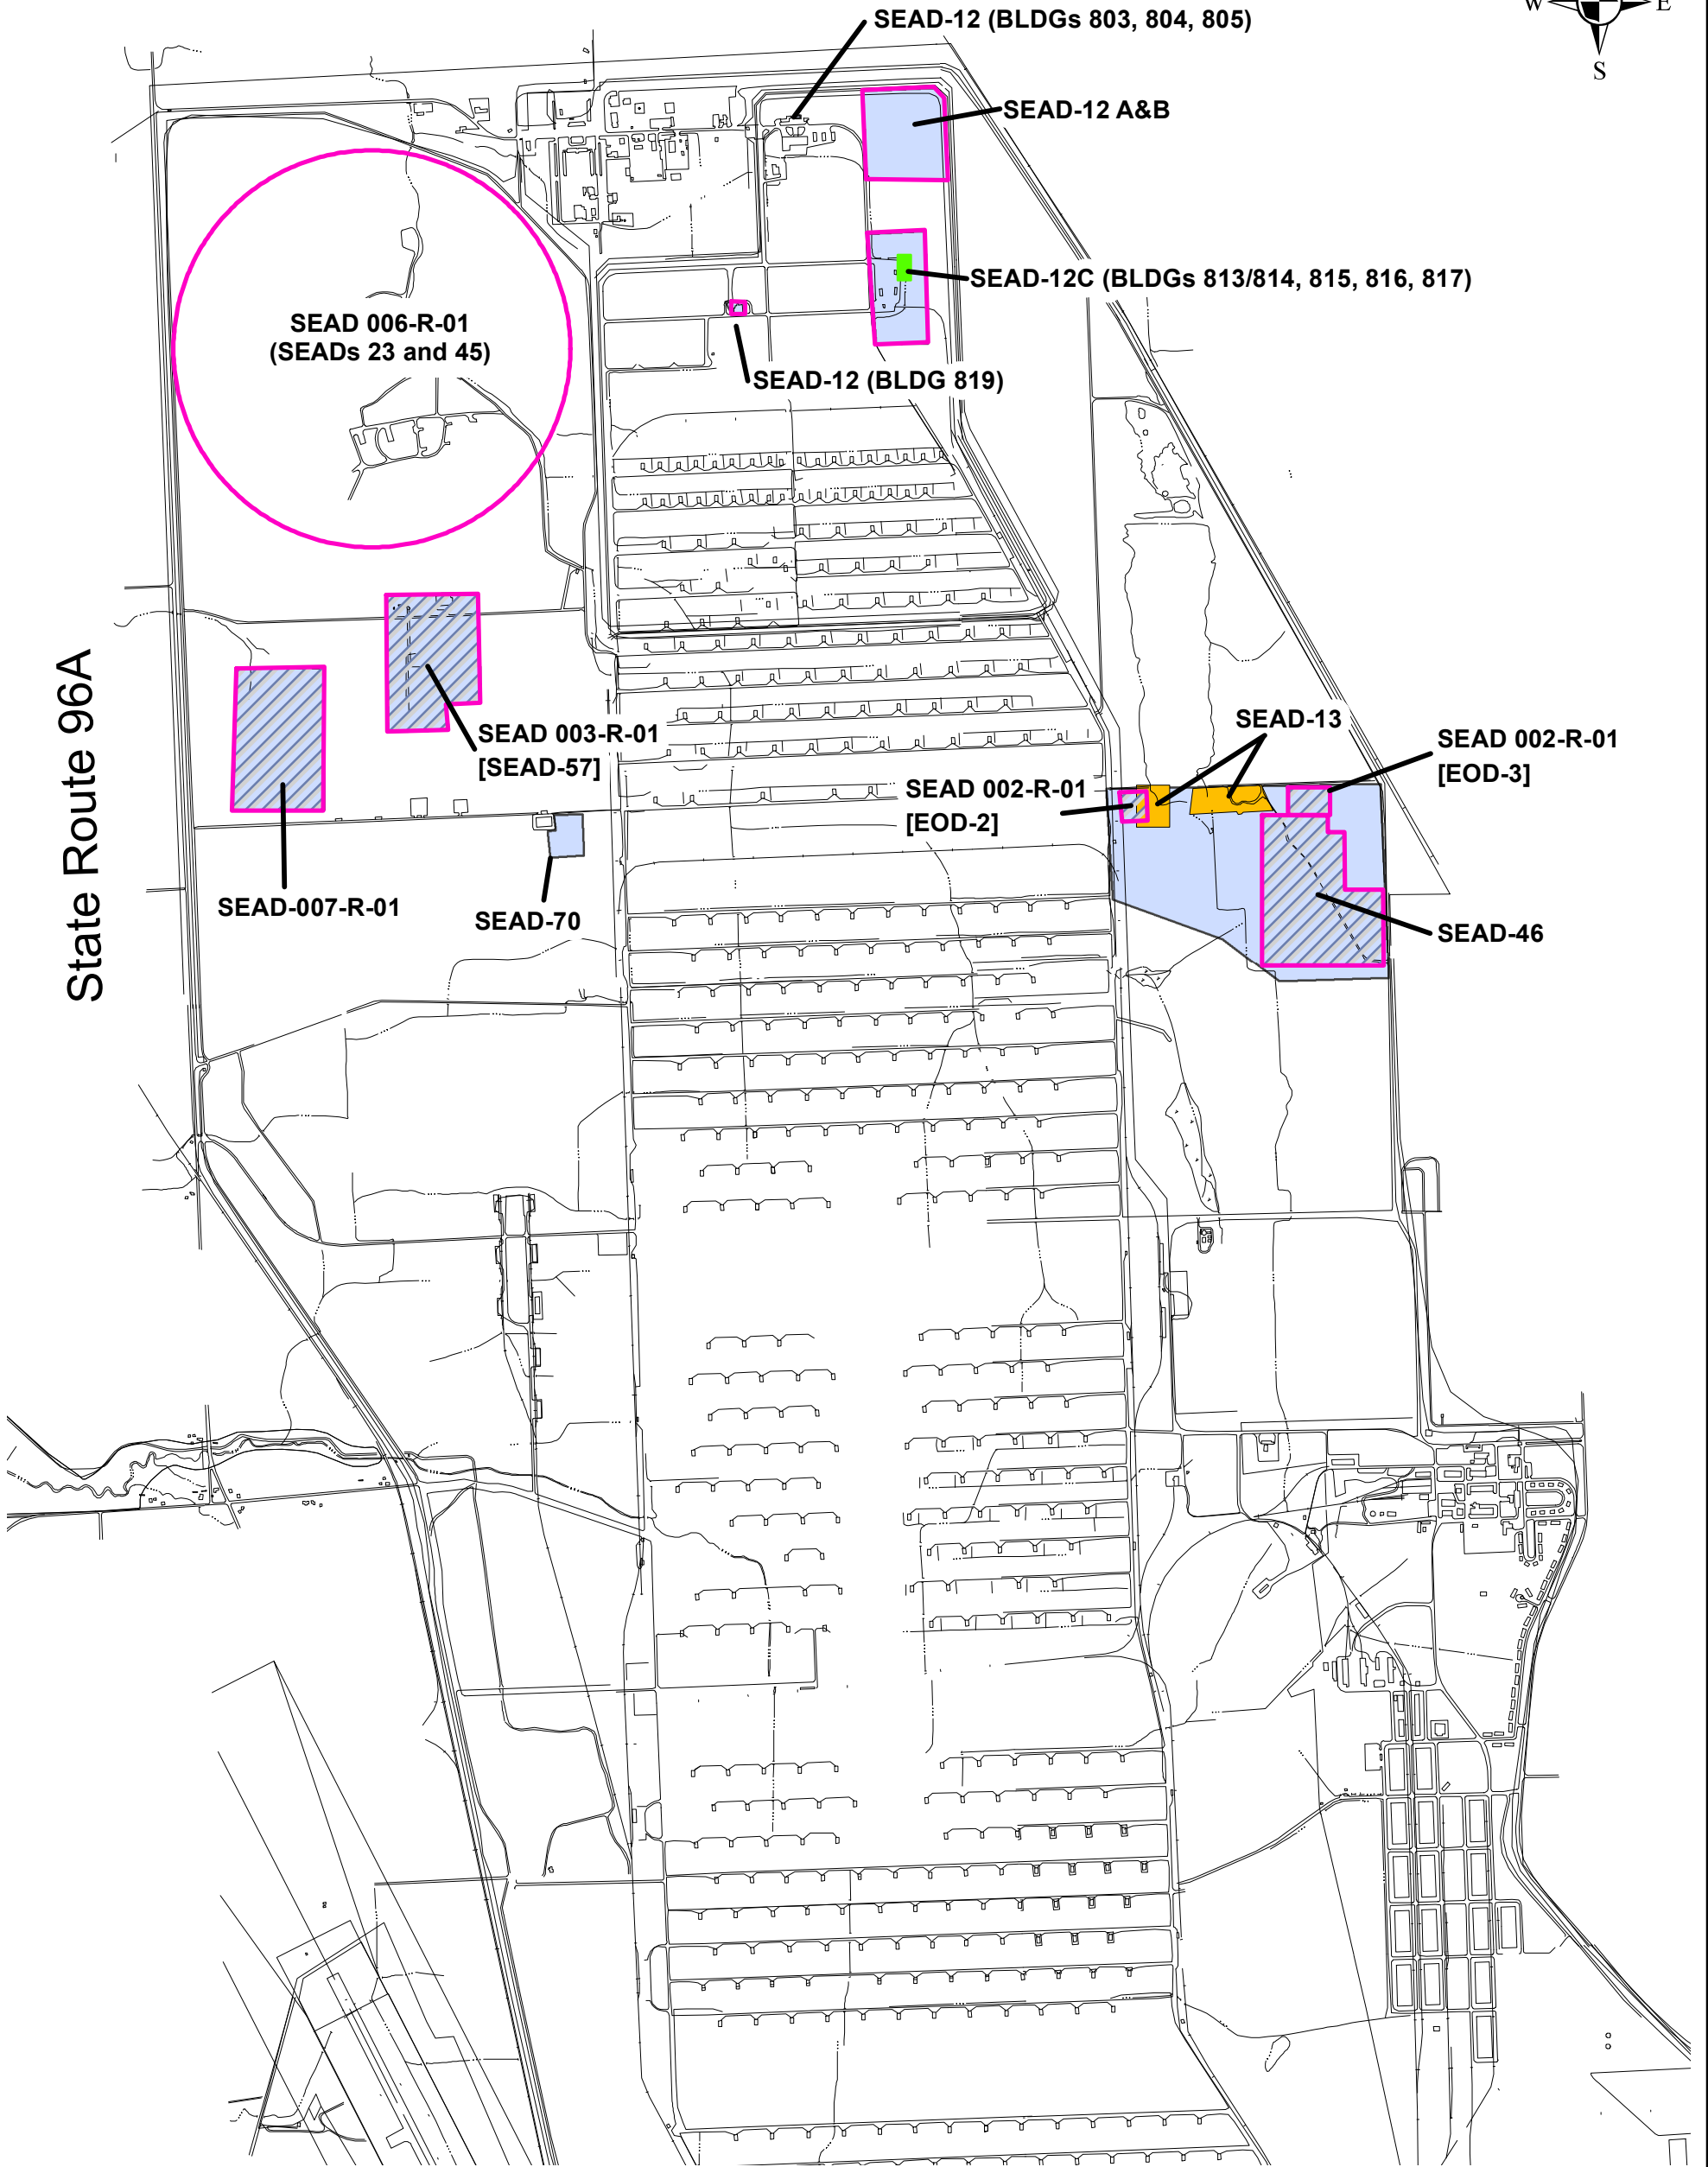 SEAD-12 (BLDGs 803, 804, 805)
W
E
S
SEAD-12 A&B
SEAD-12C (BLDGs 813/814, 815, 816, 817)
SEAD 006-R-01
(SEADs 23 and 45)
SEAD-12 (BLDG 819)
State Route 96A
SEAD 003-R-01
[SEAD-57]
SEAD-13
SEAD 002-R-01
[EOD-3]
SEAD 002-R-01
[EOD-2]
SEAD-007-R-01
SEAD-70
SEAD-46